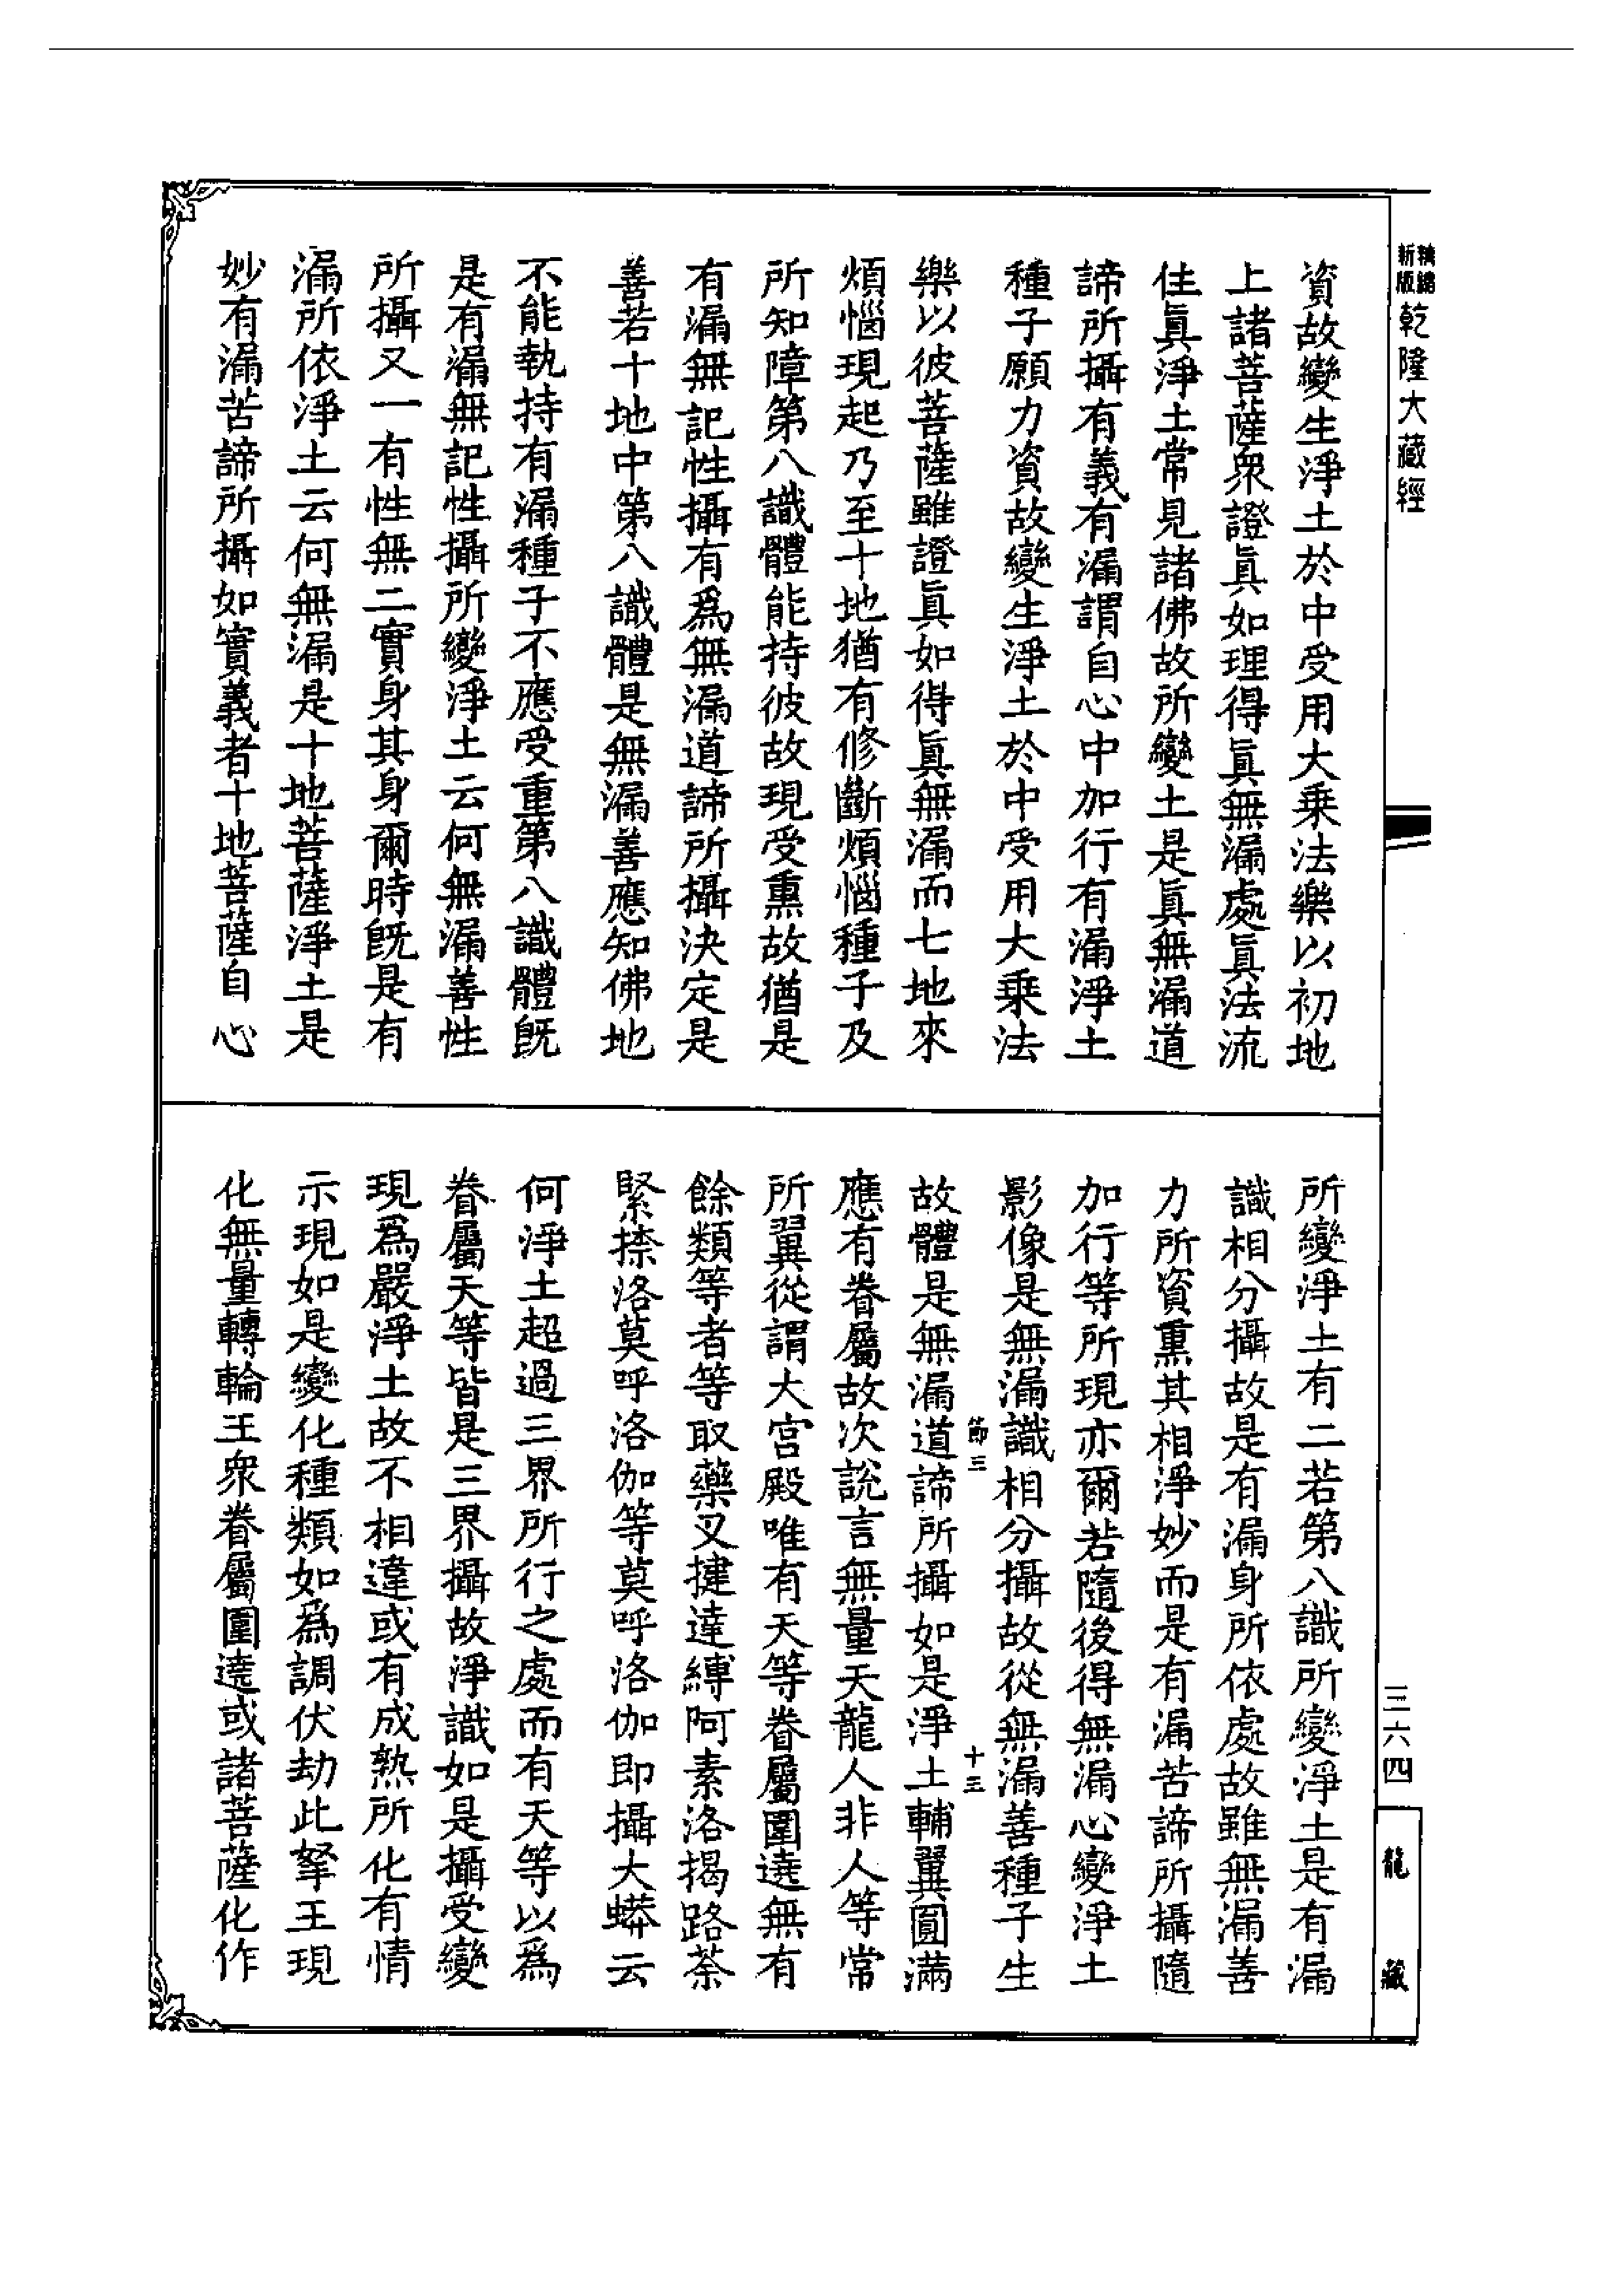 精繕新版乾隆大藏經
資故變生淨土於中受用大乘法樂以初地
上諸菩薩衆證眞如理得眞無漏處眞法流
住眞淨土常見諸佛故所變土是眞無漏道
諦所攝有義有漏謂自心中加行有漏淨土
種子願力資故變生淨土於中受用大乘法
樂以彼菩薩雖證眞如得眞無漏而七地來
煩惱現起乃至十地猶有修斷煩惱種子及
所知障第八識體能持彼故現受熏故猶是
有漏無記性攝有爲無漏道諦所攝決定是
善若十地中第八識體是無漏善應知佛地
不能執持有漏種子不應受重第八識體旣
是有漏無記性攝所變淨土云何無漏善性
所攝又一有性無二實身其身爾時旣是有
漏所依淨土云何無漏是十地菩薩淨土是
妙有漏苦諦所攝如實義者十地菩薩自心
所變淨土有二若第八識所變淨土是有漏
識相分攝故是有漏身所依處故雖無漏善
力所資熏其相淨妙而是有漏苦諦所攝隨
加行等所現亦爾若隨後得無漏心變淨土
影像是無漏識相分攝故從無漏善種子生
節三 十三
故體是無漏道諦所攝如是淨土輔翼圓滿
應有眷屬故次說言無量天龍人非人等常
所翼從謂大宮殿唯有天等眷屬圍遶無有
餘類等者等取藥叉揵達縛阿素洛揭路荼
緊捺洛莫呼洛伽等莫呼洛伽即攝大蟒云
何淨土超過三界所行之處而有天等以爲
眷屬天等皆是三界攝故淨識如是攝受變
現爲嚴淨土故不相違或有成熟所化有情
示現如是變化種類如爲調伏劫此拏王現
化無量轉輪王衆眷屬圍遶或諸菩薩化作
三六四
龍藏